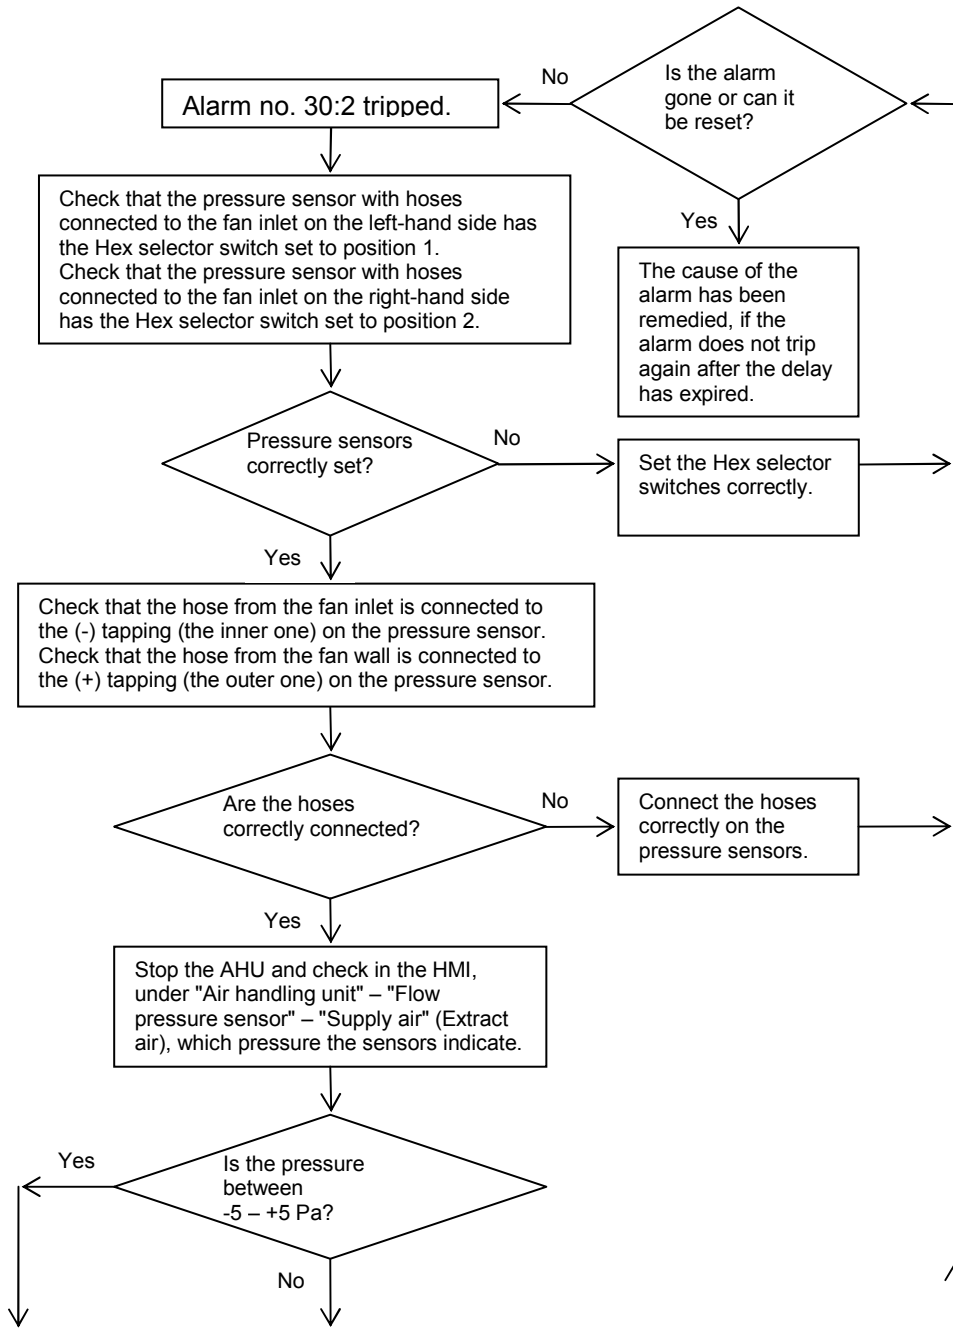 Is the alarm
gone or can it
be reset?
No
Alarm no. 30:2 tripped.
Yes
Check that the pressure sensor with hoses
connected to the fan inlet on the left-hand side has
the Hex selector switch set to position 1.
Check that the pressure sensor with hoses
connected to the fan inlet on the right-hand side
has the Hex selector switch set to position 2.
The cause of the
alarm has been
remedied, if the
alarm does not trip
again after the delay
has expired.
Pressure sensors
correctly set?
No
Set the Hex selector
switches correctly.
Yes
Check that the hose from the fan inlet is connected to
the (-) tapping (the inner one) on the pressure sensor.
Check that the hose from the fan wall is connected to
the (+) tapping (the outer one) on the pressure sensor.
Are the hoses
correctly connected?
No
Connect the hoses
correctly on the
pressure sensors.
Yes
Stop the AHU and check in the HMI,
under "Air handling unit" – "Flow
pressure sensor" – "Supply air" (Extract
air), which pressure the sensors indicate.
Is the pressure
between
-5 – +5 Pa?
Yes
No